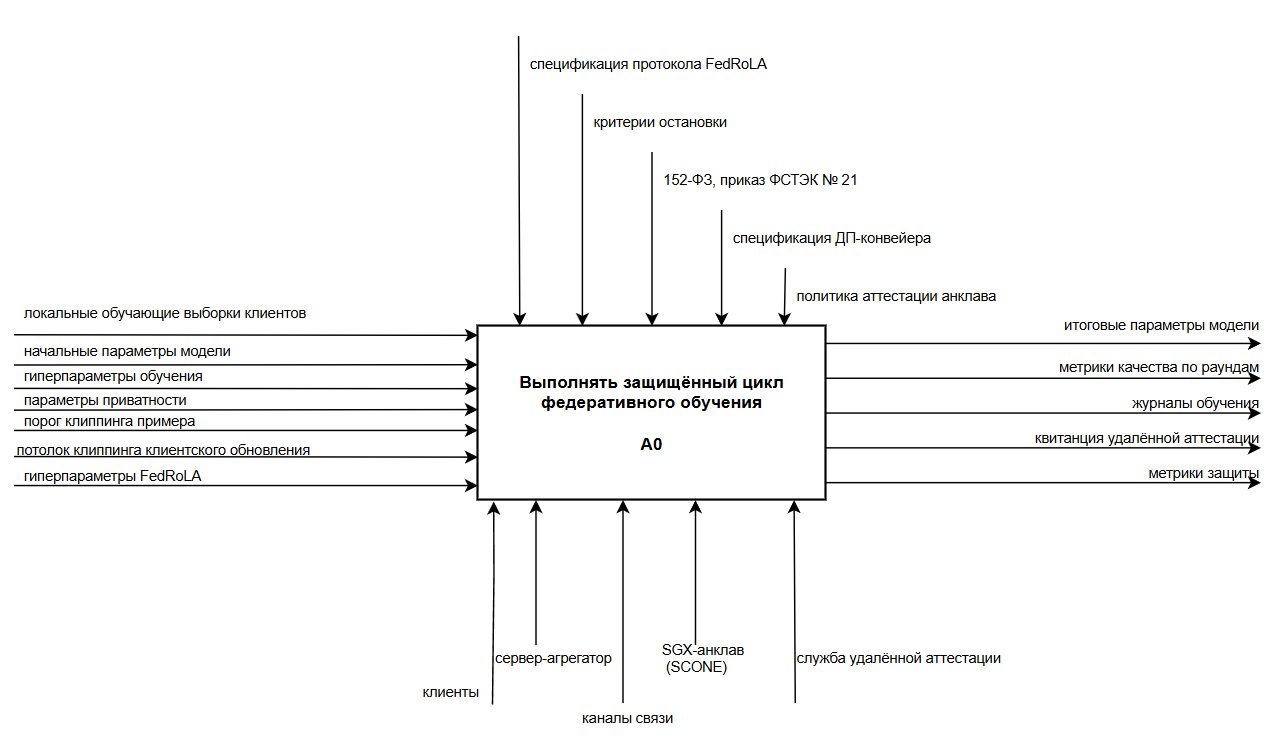 спецификация протокола FedRoLA
критерии остановки
152-ФЗ, приказ ФСТЭК № 21
спецификация ДП-конвейера
политика аттестации анклава
локальные обучающие выборки клиентов
начальные параметры модели
гиперпараметры обучения
параметры приватности
порог клиппинга примера
потолок клиппинга клиентского обновления
гиперпараметры FedRoLA
Выполнять защищённый цикл
федеративного обучения
A0
итоговые параметры модели
метрики качества по раундам
журналы обучения
квитанция удалённой аттестации
метрики защиты
клиенты
сервер-агрегатор
каналы связи
SGX-анклав
(SCONE)
служба удалённой аттестации